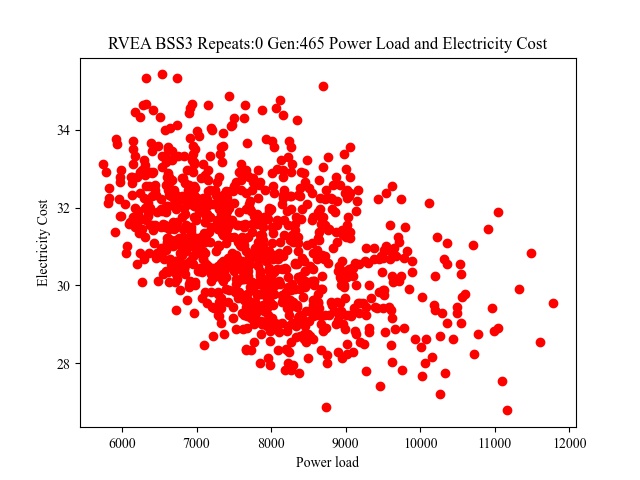 RVEA BSS3 Repeats:0 Gen:465 Power Load and Electricity Cost
34
32
30
28
Electricity Cost
6000 7000 8000 9000 10000 11000 12000
Power load